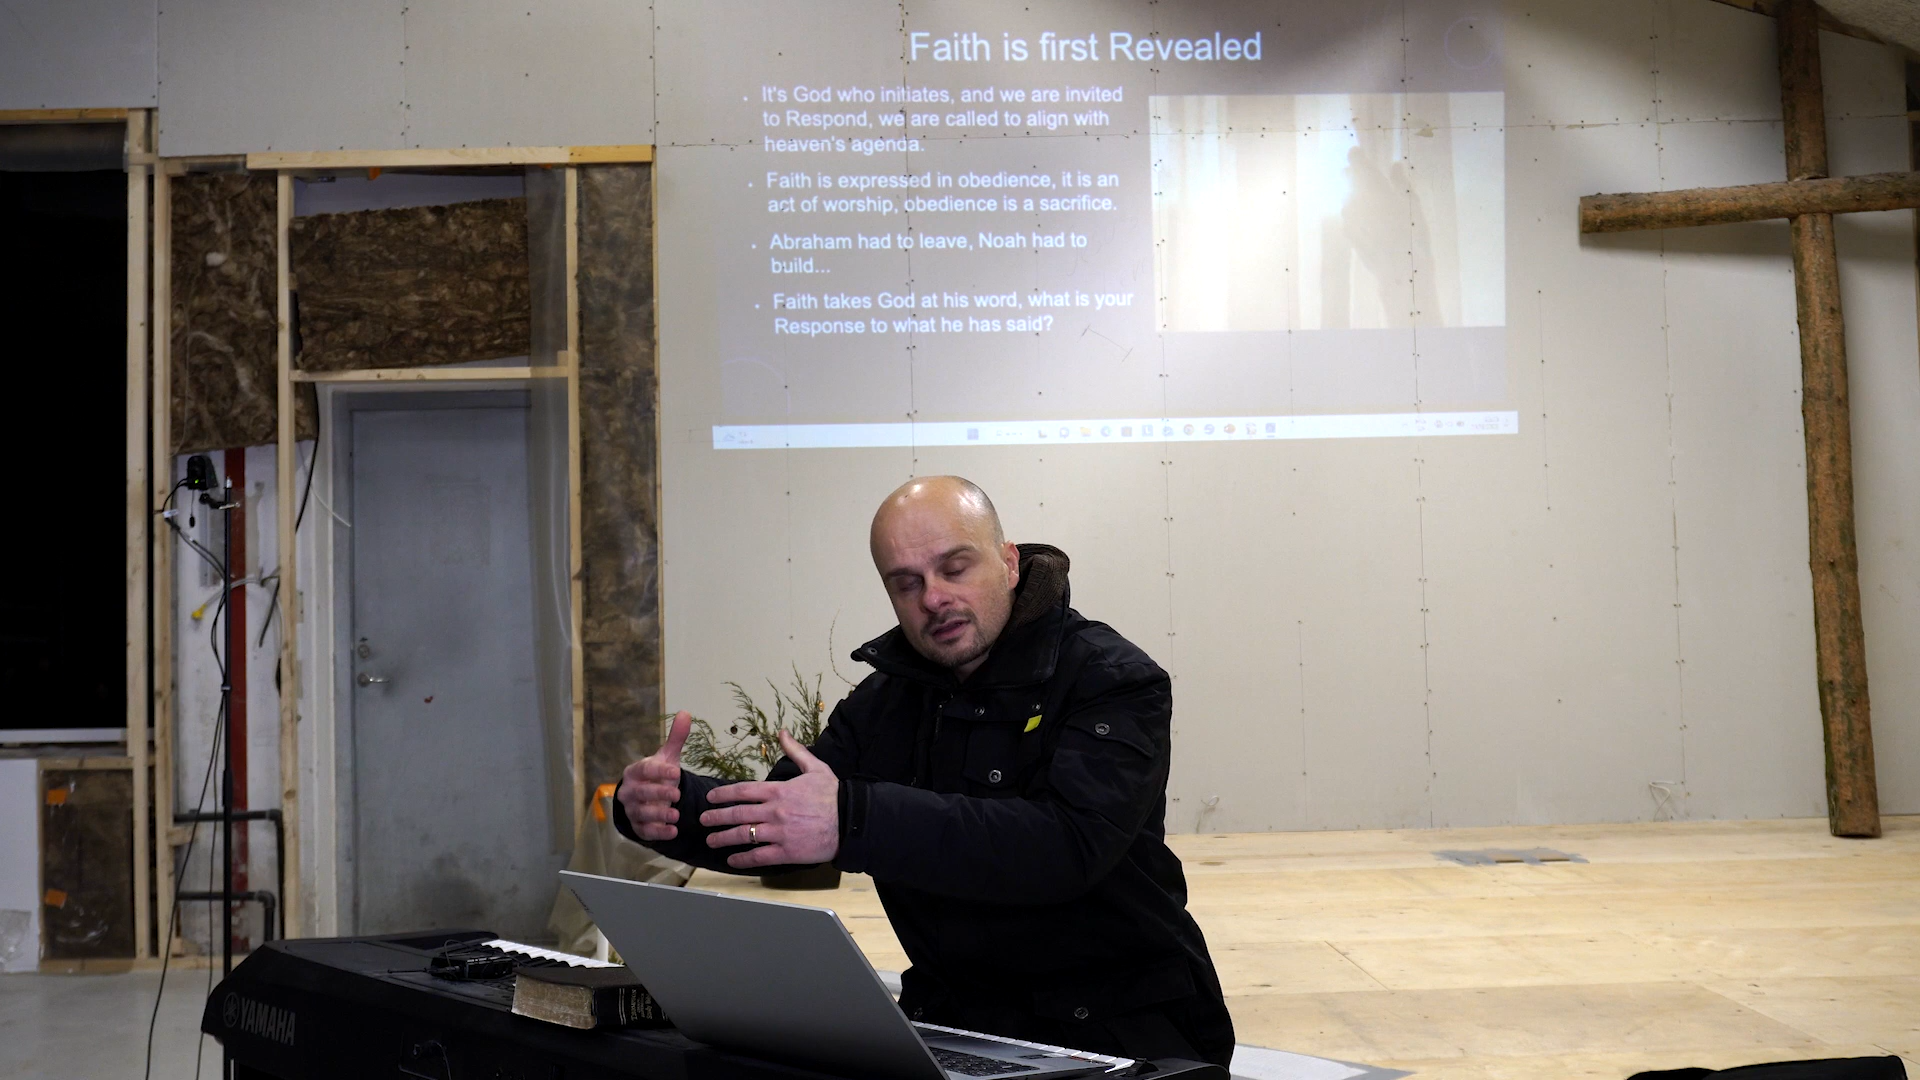 Faith is first Revealed
It's God who initiates, and we are invited
to Respond, we are called to align with
heaven's agenda.
Faith is expressed in obedience, it is an
act of worship, obedience is a sacrifice.
Abraham had to leave, Noah had to
build...
Faith takes God at his word, what is your
Response to what he has said?
YAMAHA